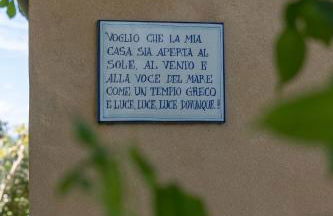 VOGLIO CHE LA MIA
CASA SIA APERTA AL
SOLE, AL VENTO E
ALLA VOCE DEL MARE
COME UN TEMPIO GRECO
E LUCE, LUCE, LUCE DOVUNQUE!